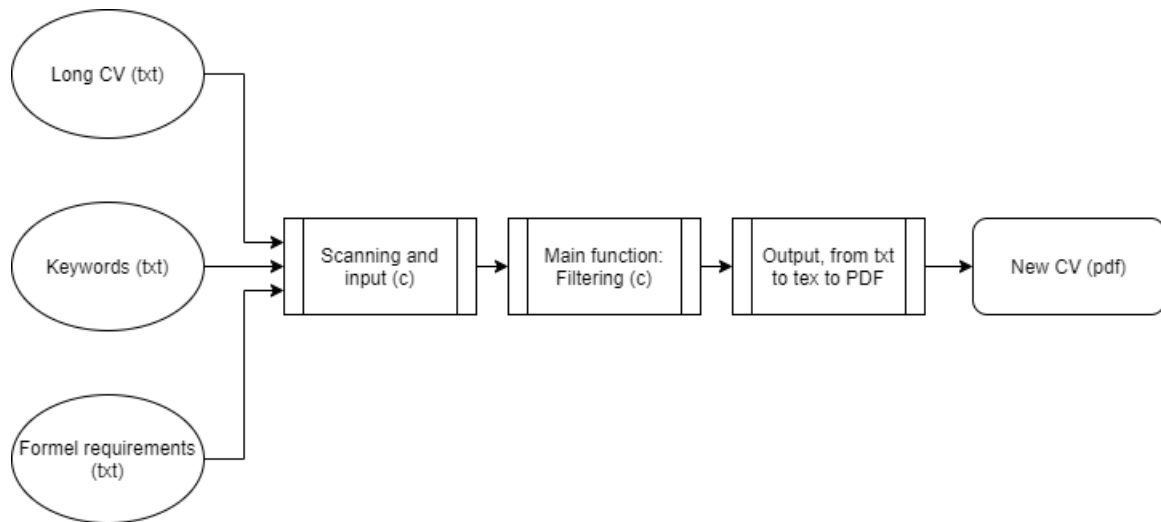 Long CV (txt)
Keywords (txt)
Formel requirements
(txt)
Scanning and
input (c)
Main function:
Filtering (c)
Output, from txt
to tex to PDF
New CV (pdf)